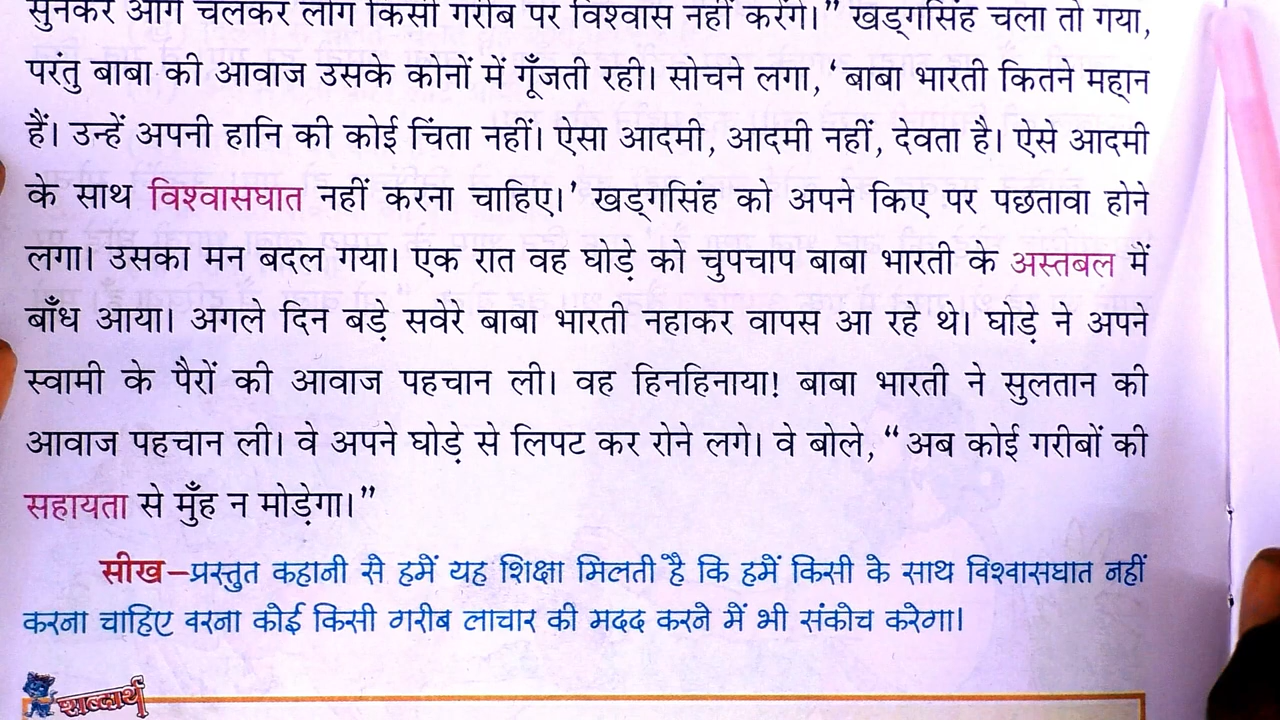 सुनकर आगे चलकर लोग किसी गरीब पर विश्वास नहीं करेंगे।” खड्गसिंह चला तो गया,
परंतु बाबा की आवाज उसके कोनों में गूँजती रही। सोचने लगा, ‘बाबा भारती कितने महान
हैं। उन्हें अपनी हानि की कोई चिंता नहीं। ऐसा आदमी, आदमी नहीं, देवता है। ऐसे आदमी
के साथ विश्वासघात नहीं करना चाहिए।’ खड्गसिंह को अपने किए पर पछतावा होने
लगा। उसका मन बदल गया। एक रात वह घोड़े को चुपचाप बाबा भारती के अस्तबल में
बाँध आया। अगले दिन बड़े सवेरे बाबा भारती नहाकर वापस आ रहे थे। घोड़े ने अपने
स्वामी के पैरों की आवाज पहचान ली। वह हिनहिनाया! बाबा भारती ने सुलतान की
आवाज पहचान ली। वे अपने घोड़े से लिपट कर रोने लगे। वे बोले, “अब कोई गरीबों की
सहायता से मुँह न मोड़ेगा।”
सीख–प्रस्तुत कहानी से हमें यह शिक्षा मिलती है कि हमें किसी के साथ विश्वासघात नहीं
करना चाहिए वरना कोई किसी गरीब लाचार की मदद करने में भी संकोच करेगा।
शब्दार्थ